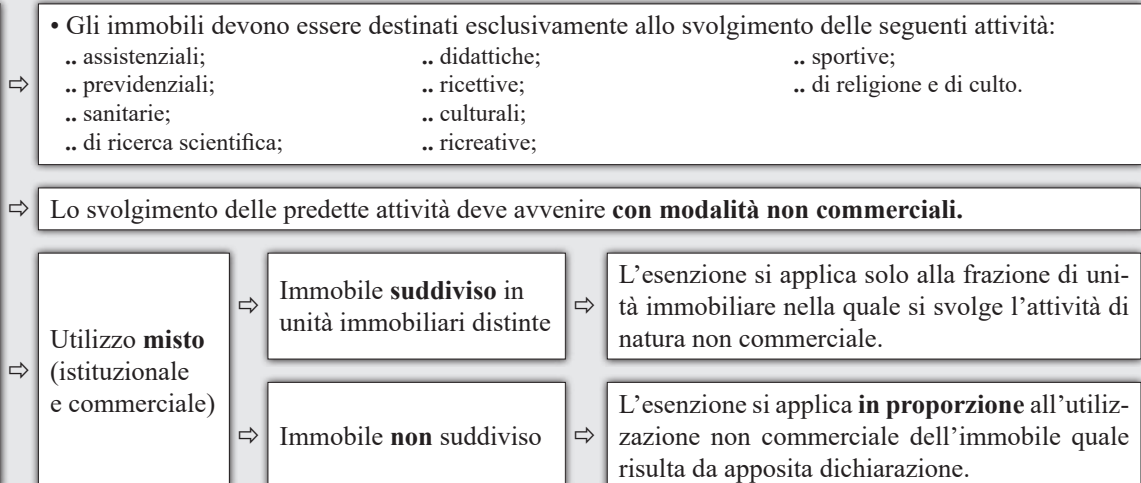 • Gli immobili devono essere destinati esclusivamente allo svolgimento delle seguenti attività:
.. assistenziali;
.. previdenziali;
.. sanitarie;
.. di ricerca scientifica;
.. didattiche;
.. ricettive;
.. culturali;
.. ricreative;
.. sportive;
.. di religione e di culto.
Lo svolgimento delle predette attività deve avvenire con modalità non commerciali.
Utilizzo misto
(istituzionale
e commerciale)
Immobile suddiviso in
unità immobiliari distinte
L'esenzione si applica solo alla frazione di uni-
tà immobiliare nella quale si svolge l'attività di
natura non commerciale.
Immobile non suddiviso
L'esenzione si applica in proporzione all'utiliz-
zazione non commerciale dell'immobile quale
risulta da apposita dichiarazione.